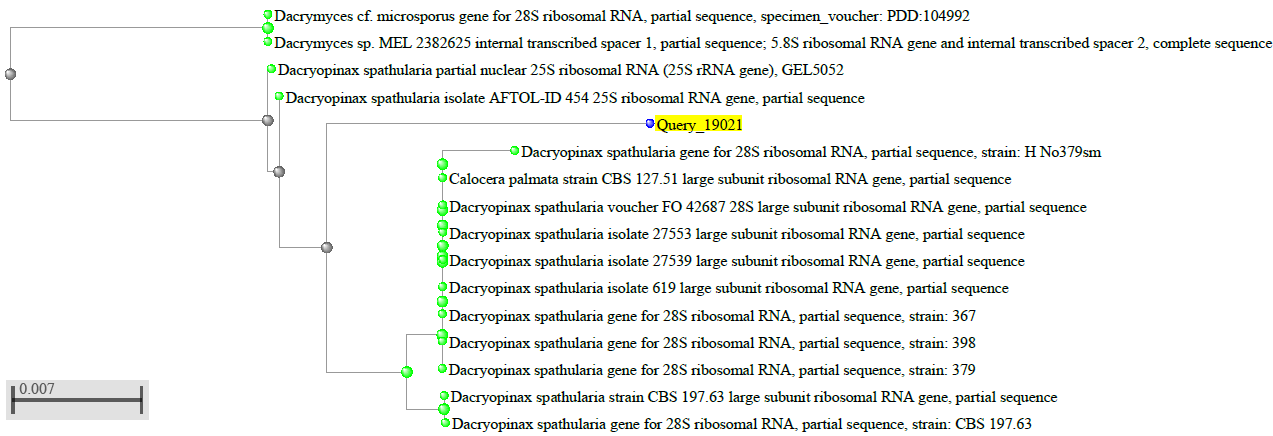 Dacrymyces cf. microsporus gene for 28S ribosomal RNA, partial sequence, specimen_voucher: PDD:104992
Dacrymyces sp. MEL 2382625 internal transcribed spacer 1, partial sequence; 5.8S ribosomal RNA gene and internal transcribed spacer 2, complete sequence
Dacryopinax spathularia partial nuclear 25S ribosomal RNA (25S rRNA gene), GEL5052
Dacryopinax spathularia isolate AFTOL-ID 454 25S ribosomal RNA gene, partial sequence
Query_19021
Dacryopinax spathularia gene for 28S ribosomal RNA, partial sequence, strain: H No379sm
Calocera palmata strain CBS 127.51 large subunit ribosomal RNA gene, partial sequence
Dacryopinax spathularia voucher FO 42687 28S large subunit ribosomal RNA gene, partial sequence
Dacryopinax spathularia isolate 27553 large subunit ribosomal RNA gene, partial sequence
Dacryopinax spathularia isolate 27539 large subunit ribosomal RNA gene, partial sequence
Dacryopinax spathularia isolate 619 large subunit ribosomal RNA gene, partial sequence
Dacryopinax spathularia gene for 28S ribosomal RNA, partial sequence, strain: 367
Dacryopinax spathularia gene for 28S ribosomal RNA, partial sequence, strain: 398
Dacryopinax spathularia gene for 28S ribosomal RNA, partial sequence, strain: 379
0.007
Dacryopinax spathularia strain CBS 197.63 large subunit ribosomal RNA gene, partial sequence
Dacryopinax spathularia gene for 28S ribosomal RNA, partial sequence, strain: CBS 197.63